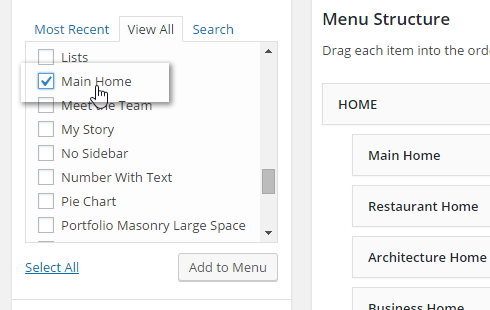 Most Recent
View All
Search
Lists
Main Home
Meet the Team
My Story
No Sidebar
Number With Text
Pie Chart
Portfolio Masonry Large Space
Select All
Add to Menu
Menu Structure
Drag each item into the orde
HOME
Main Home
Restaurant Home
Architecture Home
Business Home